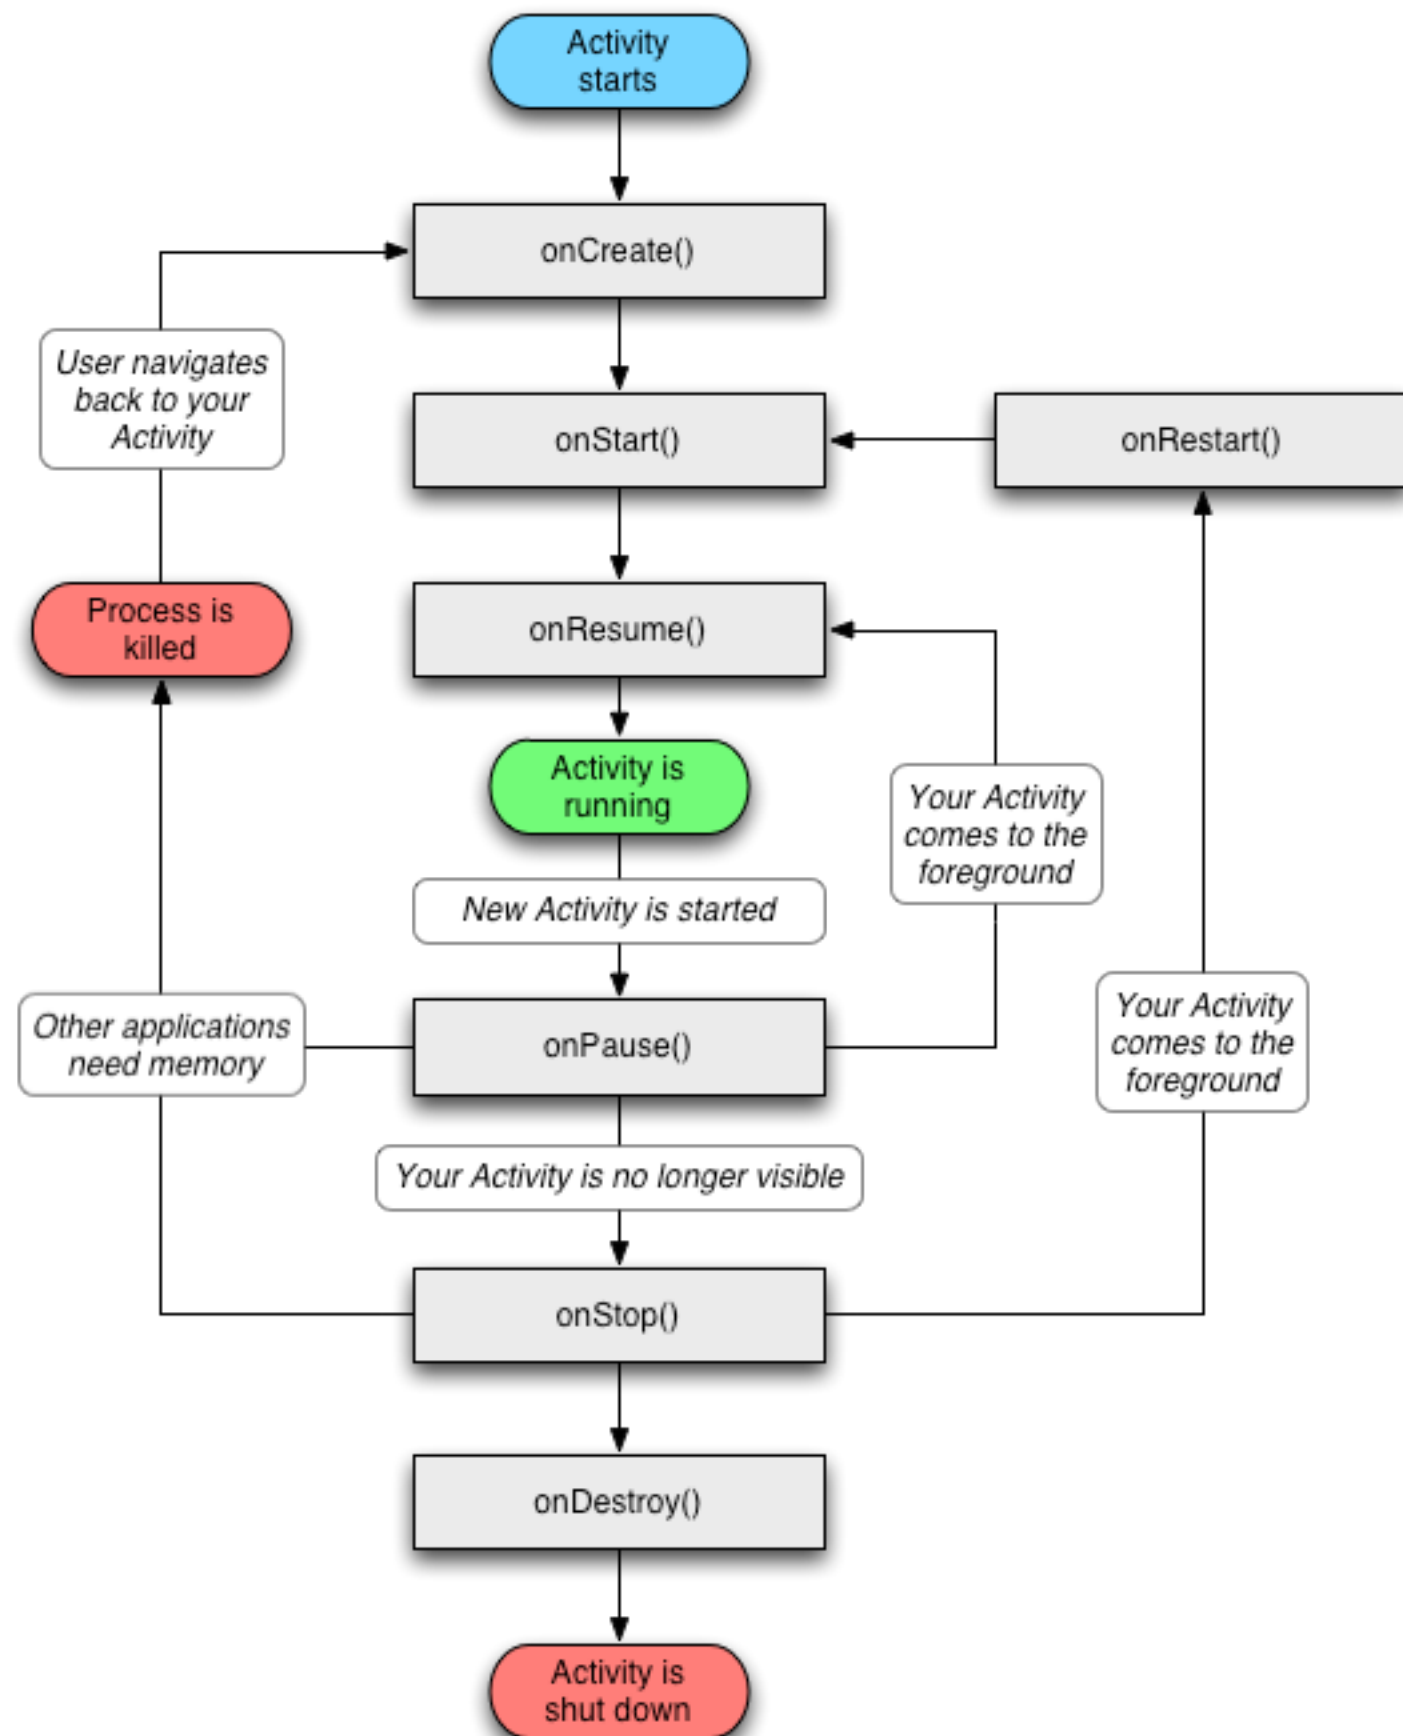 Activity
starts
onCreate()
User navigates
back to your
Activity
onStart()
onRestart()
Process is
killed
onResume()
Activity is
running
Your Activity
comes to the
foreground
New Activity is started
Other applications
need memory
onPause()
Your Activity
comes to the
foreground
Your Activity is no longer visible
onStop()
onDestroy()
Activity is
shut down